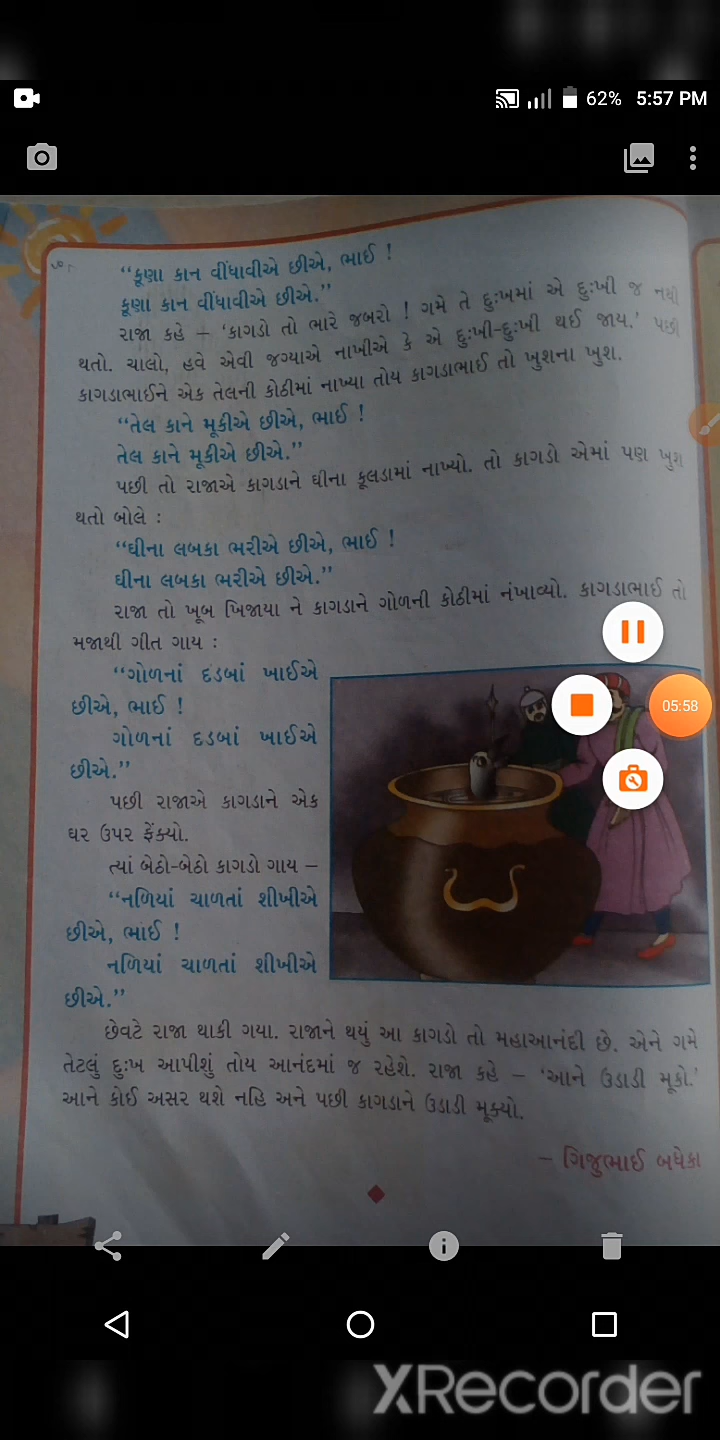 62% 5:57 PM
“કૂણા કાન વીંધાવીએ છીએ, ભાઈ !
કૂણા કાન વીંધાવીએ છીએ.”
રાજા કહે – ‘કાગડો તો ભારે જબરો ! ગમે તે દુઃખમાં એ દુઃખી જ નથી
થતો. ચાલો, હવે એવી જગ્યાએ નાખીએ કે એ દુઃખી-દુઃખી થઈ જાય.’ પછી
કાગડાભાઈને એક તેલની કોઠીમાં નાખ્યા તોય કાગડાભાઈ તો ખુશના ખુશ.
“તેલ કાને મૂકીએ છીએ, ભાઈ !
તેલ કાને મૂકીએ છીએ.”
પછી તો રાજાએ કાગડાને ઘીના કૂલડામાં નાખ્યો. તો કાગડો એમાં પણ ખુશ
થતો બોલે :
“ઘીના લબકા ભરીએ છીએ, ભાઈ !
ઘીના લબકા ભરીએ છીએ.”
રાજા તો ખૂબ ખિજાયા ને કાગડાને ગોળની કોઠીમાં નંખાવ્યો. કાગડાભાઈ તો
મજાથી ગીત ગાય :
“ગોળનાં દડબાં ખાઈએ
છીએ, ભાઈ !
ગોળનાં દડબાં ખાઈએ
છીએ.”
પછી રાજાએ કાગડાને એક
ઘર ઉપર ફેંક્યો.
ત્યાં બેઠો-બેઠો કાગડો ગાય –
“નળિયાં ચાળતાં શીખીએ
છીએ, ભાઈ !
નળિયાં ચાળતાં શીખીએ
છીએ.”
05:58
છેવટે રાજા થાકી ગયા. રાજાને થયું આ કાગડો તો મહાઆનંદી છે. એને ગમે
તેટલું દુઃખ આપીશું તોય આનંદમાં જ રહેશે. રાજા કહે – ‘આને ઉડાડી મૂકો.’
આને કોઈ અસર થશે નહિ અને પછી કાગડાને ઉડાડી મૂક્યો.
– ગિજુભાઈ બધેકા
XRecorder